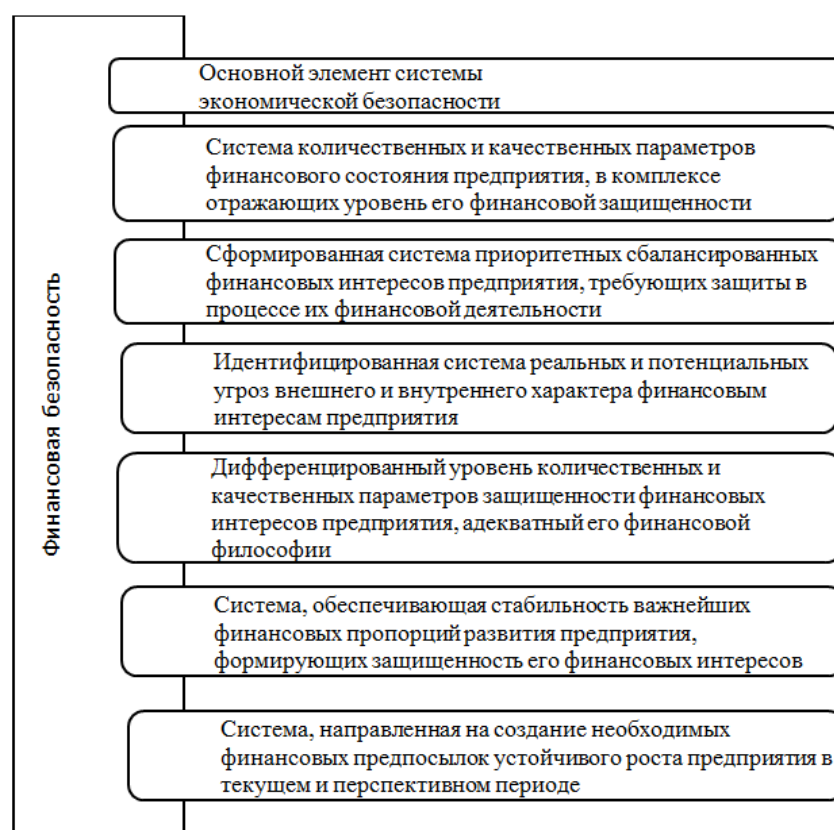 Финансовая безопасность
Основной элемент системы
экономической безопасности
Система количественных и качественных параметров
финансового состояния предприятия, в комплексе
отражающих уровень его финансовой защищенности
Сформированная система приоритетных сбалансированных
финансовых интересов предприятия, требующих защиты в
процессе их финансовой деятельности
Идентифицированная система реальных и потенциальных
угроз внешнего и внутреннего характера финансовым
интересам предприятия
Дифференцированный уровень количественных и
качественных параметров защищенности финансовых
интересов предприятия, адекватный его финансовой
философии
Система, обеспечивающая стабильность важнейших
финансовых пропорций развития предприятия,
формирующих защищенность его финансовых интересов
Система, направленная на создание необходимых
финансовых предпосылок устойчивого роста предприятия в
текущем и перспективном периоде